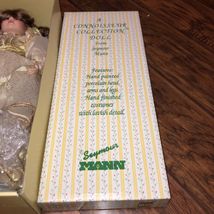 A
CONNOISSEUR
COLLECTION
DOLL
from
Seymour
Mann
Features:
Hand painted
porcelain head,
arms and legs
Hand finished
costumes
with lavish detail.
Seymour
MANN